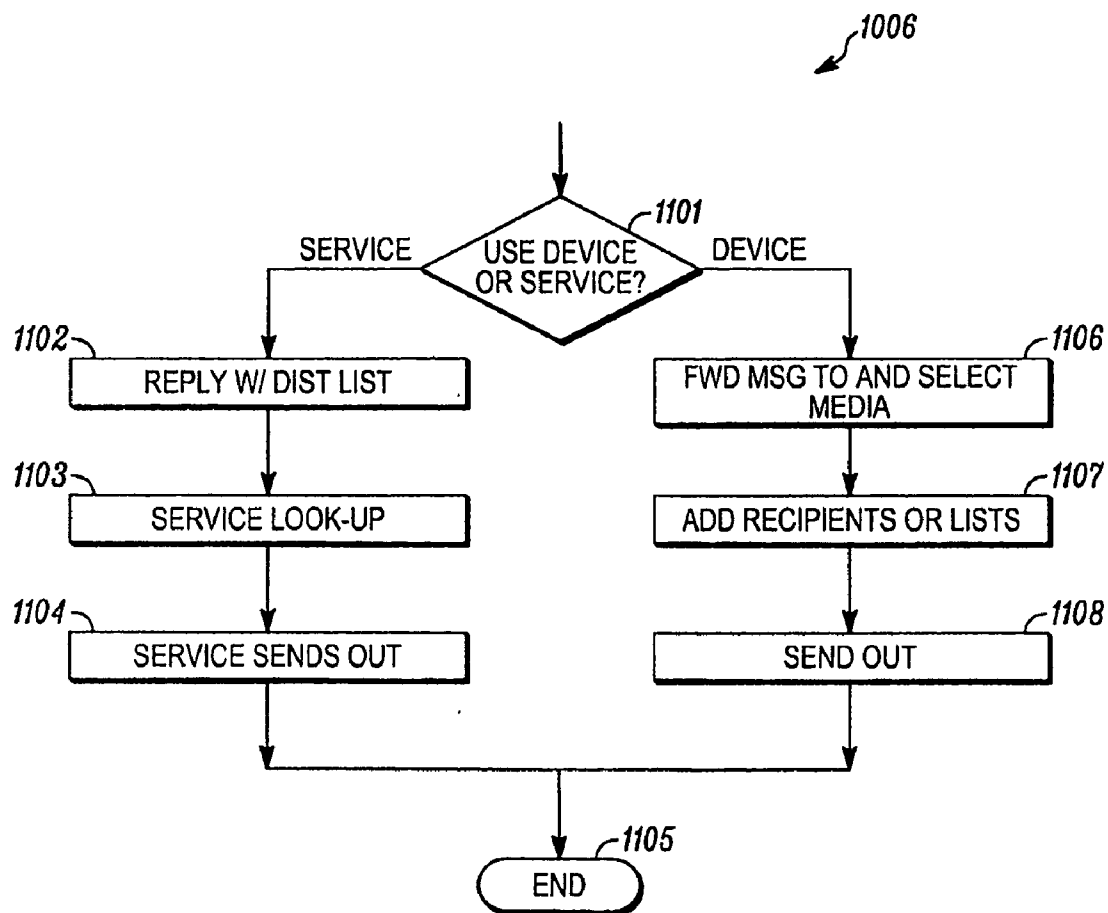 1006
1101
SERVICE
USE DEVICE
OR SERVICE?
DEVICE
1102
REPLY W/ DIST LIST
1106
FWD MSG TO AND SELECT
MEDIA
1103
SERVICE LOOK-UP
1107
ADD RECIPIENTS OR LISTS
1104
SERVICE SENDS OUT
1108
SEND OUT
1105
END